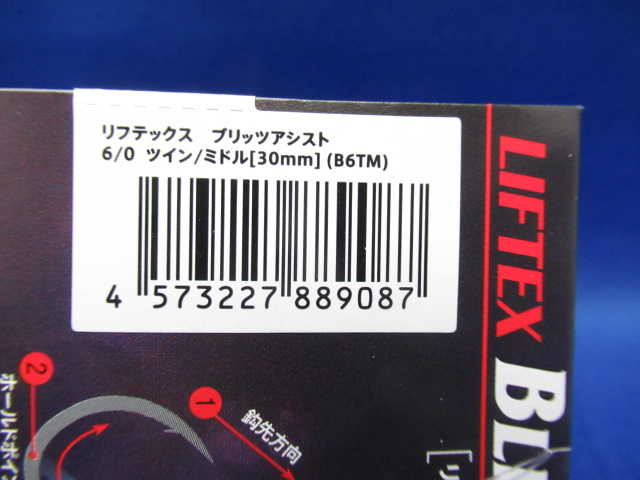 リフテックス　ブリッツアシスト
6/0 ツイン/ミドル[30mm] (B6TM)
4 573227 889087
LIFTEX
1
鈎先方向
2